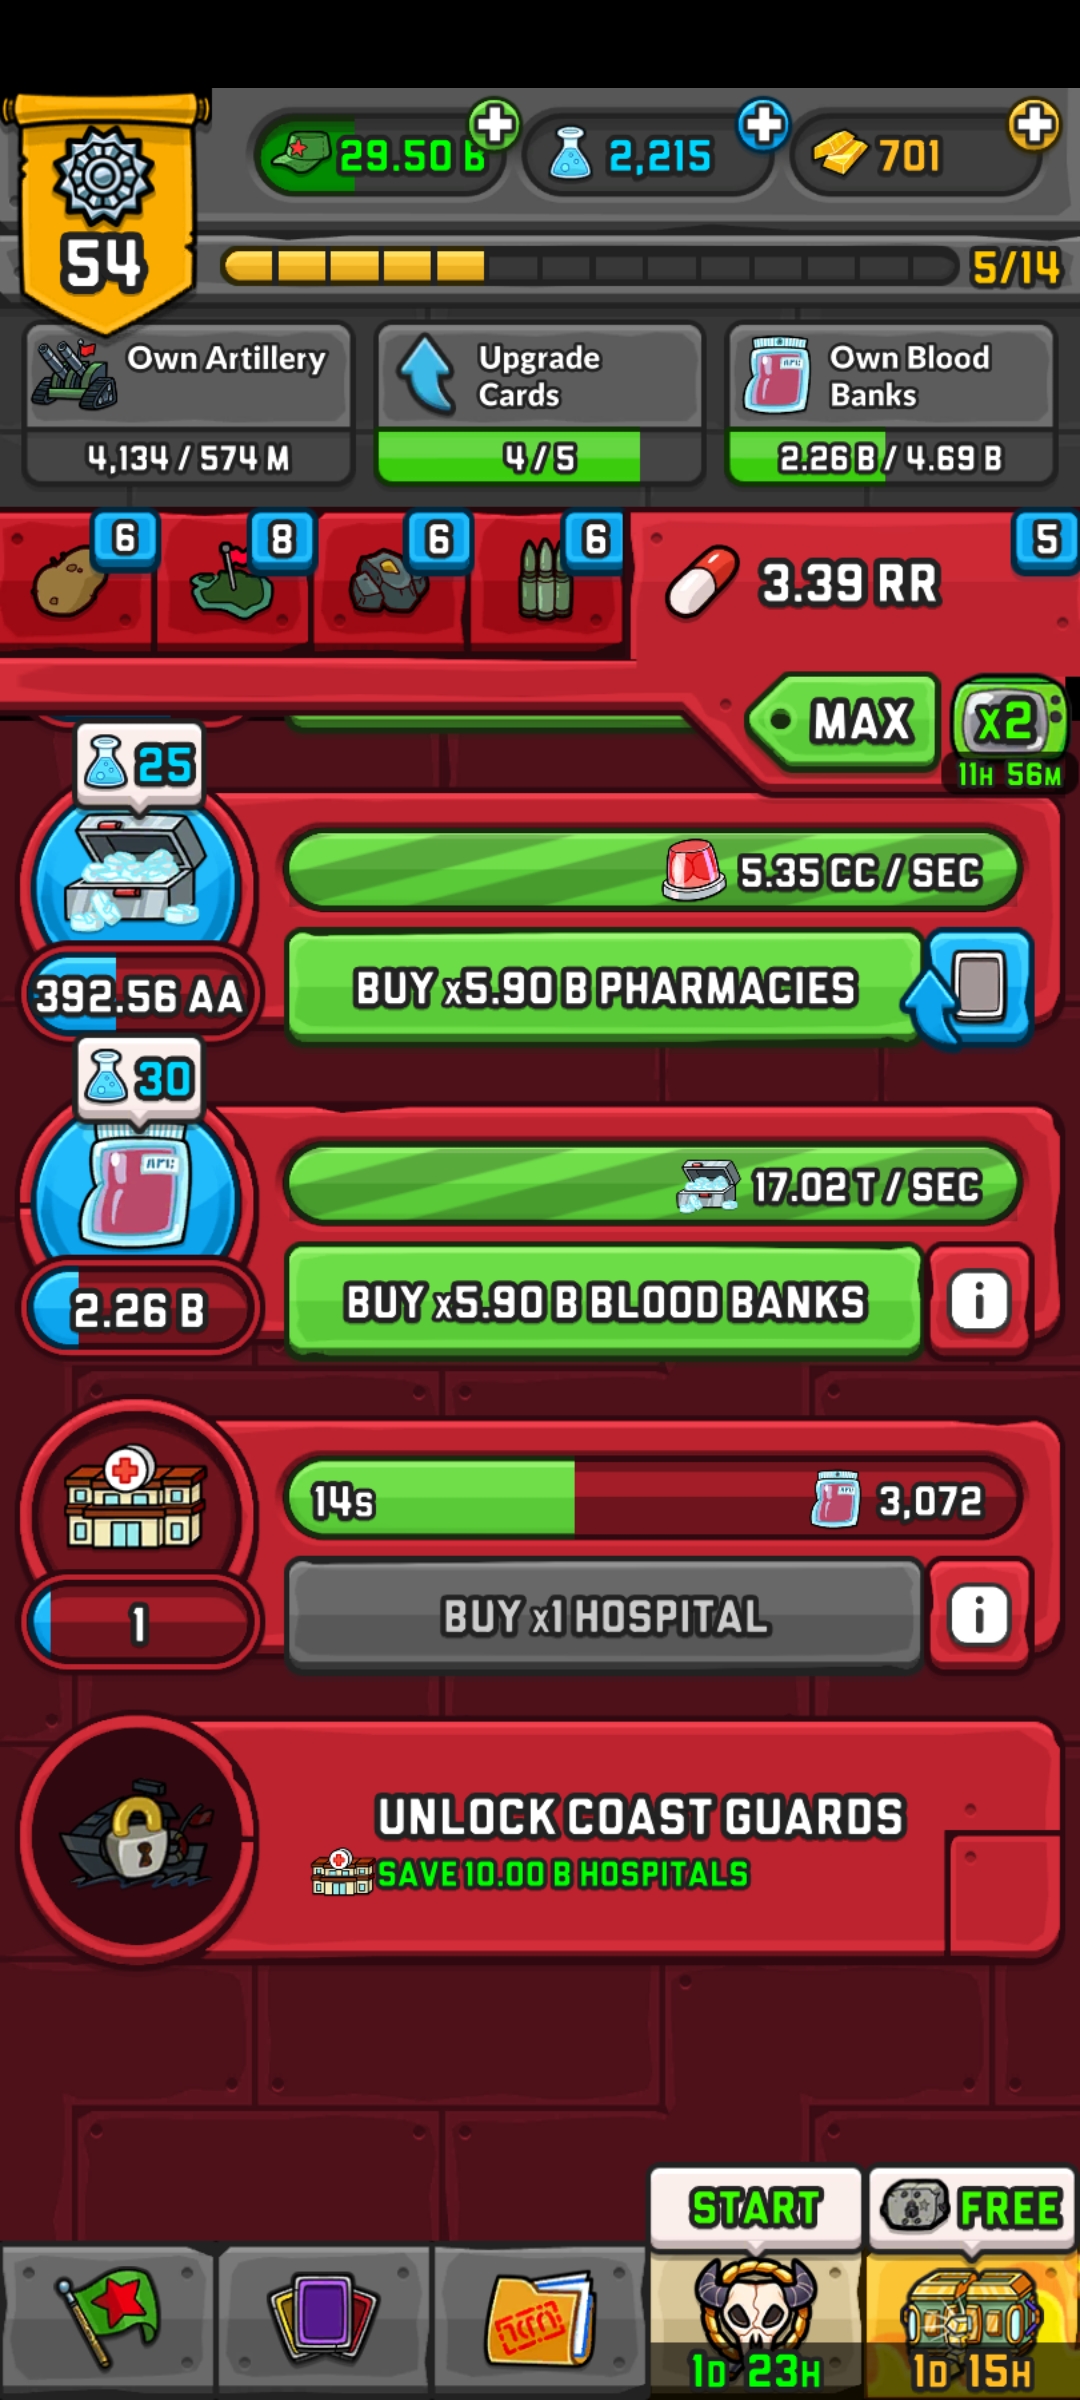 54
29.50 B
2,215
701
5/14
Own Artillery
4,134 / 574 M
Upgrade
Cards
4 / 5
Own Blood
Banks
2.26 B / 4.69 B
6
8
6
6
3.39 RR
5
MAX
x2
11H 56M
25
5.35 CC / SEC
392.56 AA
BUY x5.90 B PHARMACIES
30
17.02 T / SEC
2.26 B
BUY x5.90 B BLOOD BANKS
i
14s
3,072
1
BUY x1 HOSPITAL
i
UNLOCK COAST GUARDS
SAVE 10.00 B HOSPITALS
START
FREE
1D 23H
1D 15H